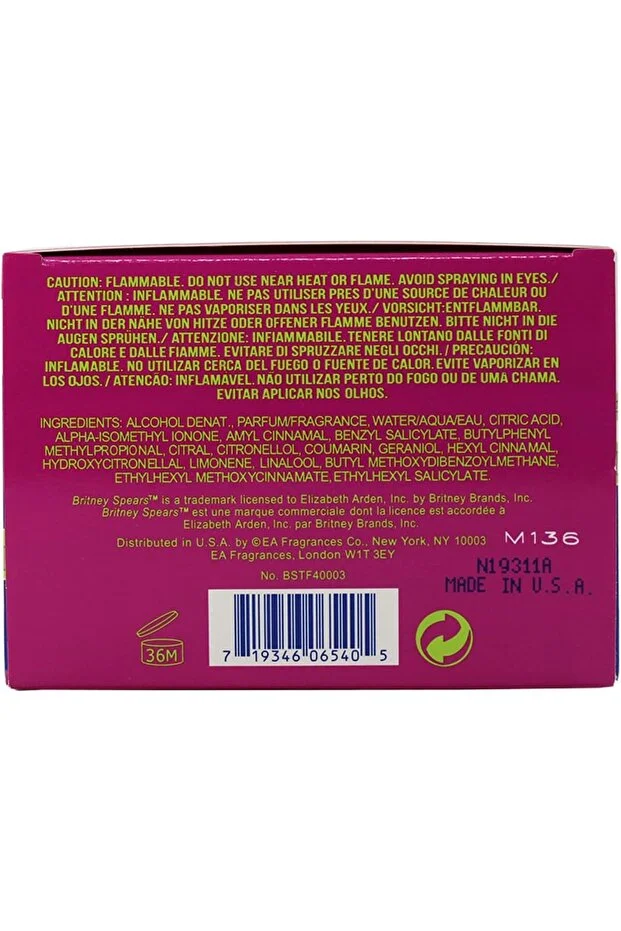 CAUTION: FLAMMABLE. DO NOT USE NEAR HEAT OR FLAME. AVOID SPRAYING IN EYES./
ATTENTION : INFLAMMABLE. NE PAS UTILISER PRES D'UNE SOURCE DE CHALEUR OU
D'UNE FLAMME. NE PAS VAPORISER DANS LES YEUX./ VORSICHT:ENTFLAMMBAR.
NICHT IN DER NÄHE VON HITZE ODER OFFENER FLAMME BENUTZEN. BITTE NICHT IN DIE
AUGEN SPRÜHEN./ ATTENZIONE: INFIAMMABILE. TENERE LONTANO DALLE FONTI DI
CALORE E DALLE FIAMME. EVITARE DI SPRUZZARE NEGLI OCCHI. / PRECAUCIÓN:
INFLAMABLE. NO UTILIZAR CERCA DEL FUEGO O FUENTE DE CALOR. EVITE VAPORIZAR EN
LOS OJOS./ ATENCÃO: INFLAMAVEL. NÃO UTILIZAR PERTO DO FOGO OU DE UMA CHAMA.
EVITAR APLICAR NOS OLHOS.
INGREDIENTS: ALCOHOL DENAT., PARFUM/FRAGRANCE, WATER/AQUA/EAU, CITRIC ACID,
ALPHA-ISOMETHYL IONONE, AMYL CINNAMAL, BENZYL SALICYLATE, BUTYLPHENYL
METHYLPROPIONAL, CITRAL, CITRONELLOL, COUMARIN, GERANIOL, HEXYL CINNAMAL,
HYDROXYCITRONELLAL, LIMONENE, LINALOOL, BUTYL METHOXYDIBENZOYLMETHANE,
ETHYLHEXYL METHOXYCINNAMATE, ETHYLHEXYL SALICYLATE.
Britney Spears™ is a trademark licensed to Elizabeth Arden, Inc. by Britney Brands, Inc.
Britney Spears™ est une marque commerciale dont la licence est accordée à
Elizabeth Arden, Inc. par Britney Brands, Inc.
Distributed in U.S.A. by ©EA Fragrances Co., New York, NY 10003
EA Fragrances, London W1T 3EY
M136
N19311A
MADE IN U.S.A.
No. BSTF40003
36M
7 19346 06540 5